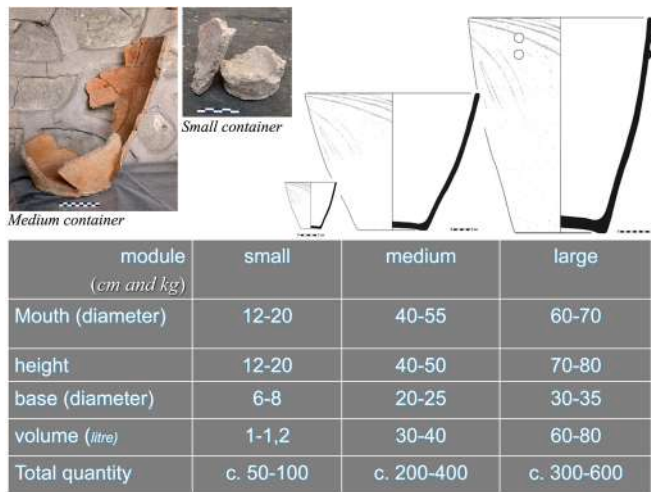 Small container
Medium container
module small medium large
(cm and kg)
Mouth (diameter) 12-20 40-55 60-70
height 12-20 40-50 70-80
base (diameter) 6-8 20-25 30-35
volume (litre) 1-1,2 30-40 60-80
Total quantity c. 50-100 c. 200-400 c. 300-600